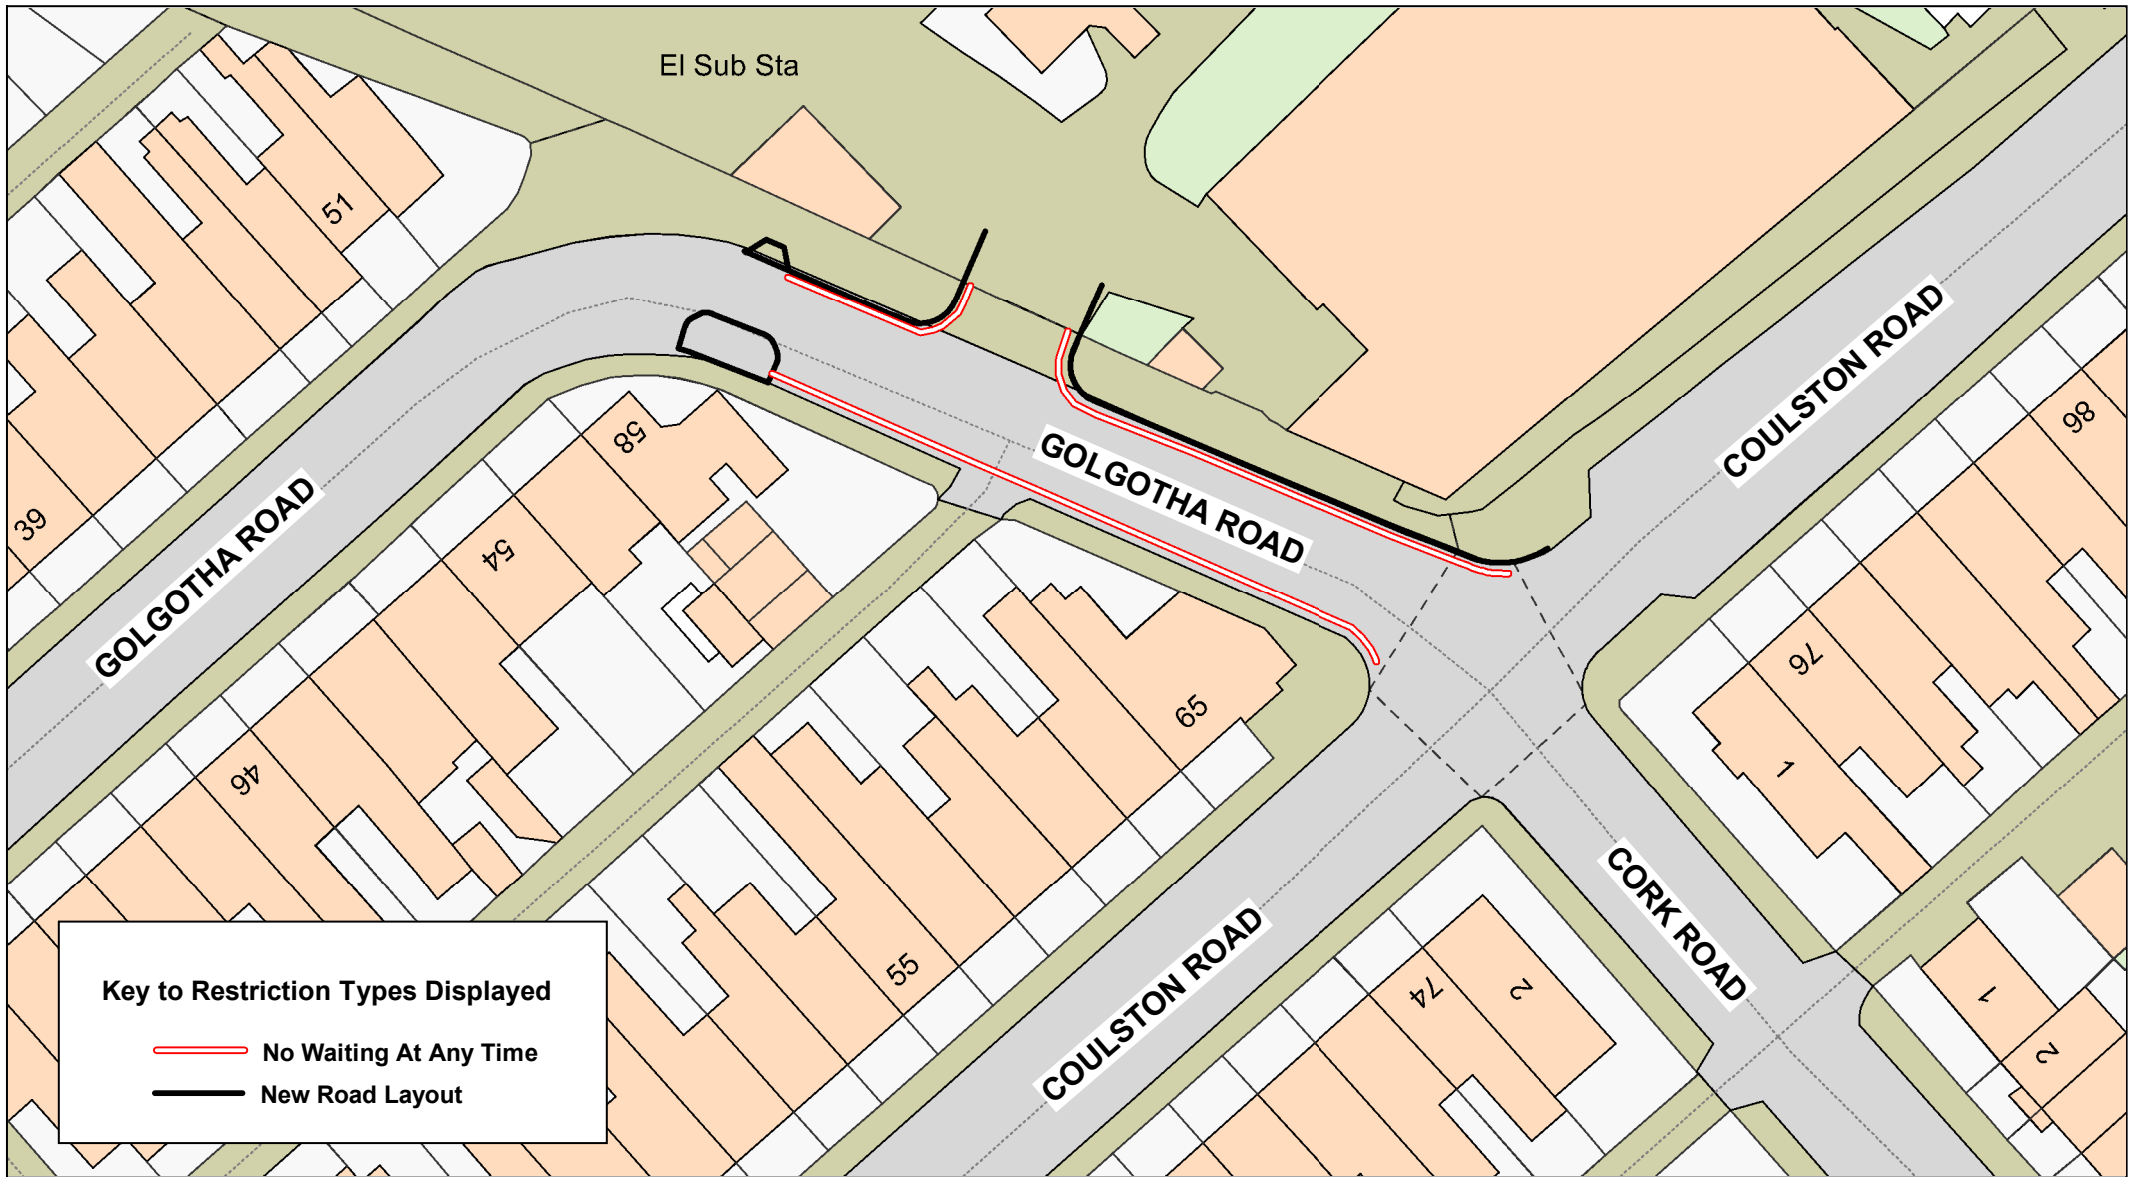 El Sub Sta
51
COULSTON ROAD
GOLGOTHA ROAD
98
58
39
54
GOLGOTHA ROAD
76
65
46
1
CORK ROAD
COULSTON ROAD
55
74
2
1
2
Key to Restriction Types Displayed
No Waiting At Any Time
New Road Layout